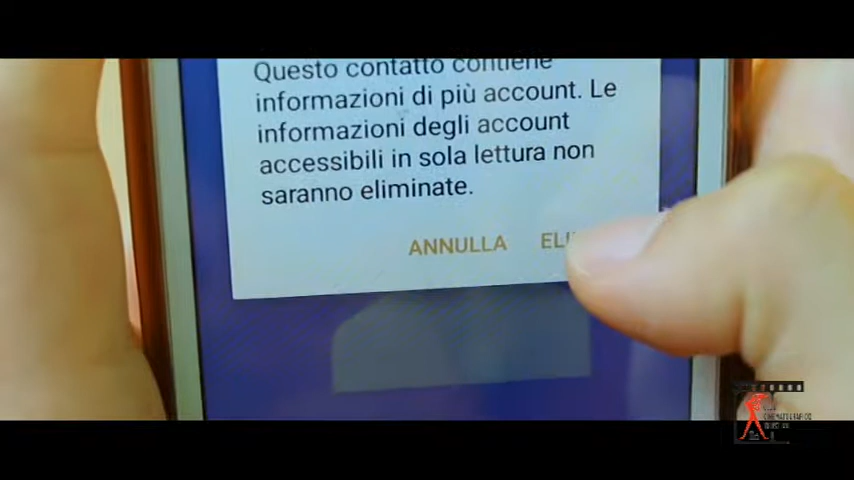 Questo contatto contiene
informazioni di più account. Le
informazioni degli account
accessibili in sola lettura non
saranno eliminate.
ANNULLA